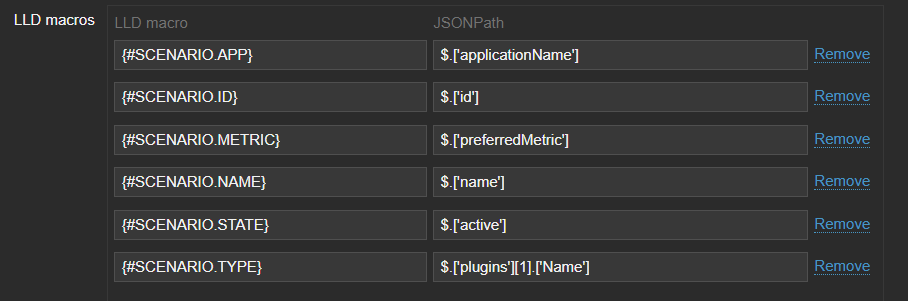 LLD macros LLD macro JSONPath
{#SCENARIO.APP} $.['applicationName'] Remove
{#SCENARIO.ID} $.['id'] Remove
{#SCENARIO.METRIC} $.['preferredMetric'] Remove
{#SCENARIO.NAME} $.['name'] Remove
{#SCENARIO.STATE} $.['active'] Remove
{#SCENARIO.TYPE} $.['plugins'][1].['Name'] Remove